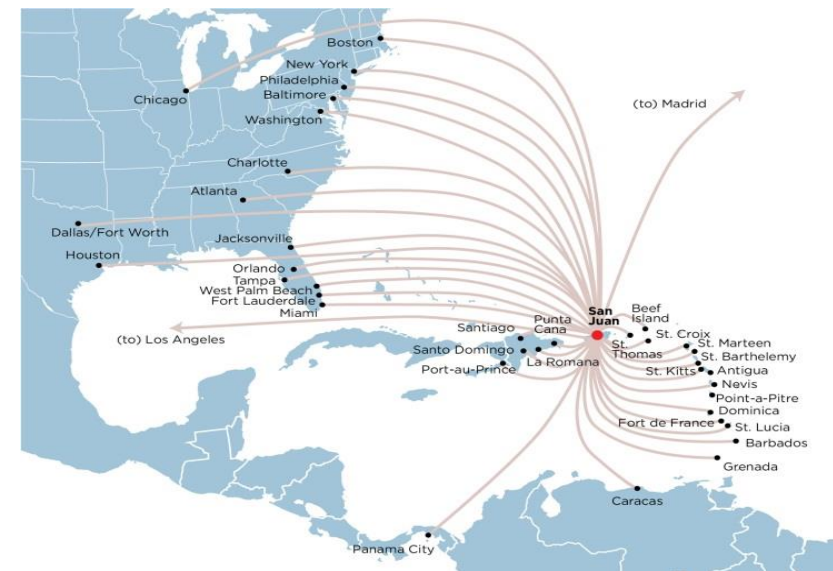 Boston
New York
Philadelphia
Baltimore
Chicago
Washington
(to) Madrid
Charlotte
Atlanta
Dallas/Fort Worth
Jacksonville
Houston
Orlando
Tampa
West Palm Beach
Fort Lauderdale
Miami
(to) Los Angeles
San
Juan
Beef
Island
Santiago
Punta
Cana
St. Croix
St.
Thomas
St. Marteen
Santo Domingo
St. Barthelemy
La Romana
Port-au-Prince
St. Kitts
Antigua
Nevis
Point-a-Pitre
Dominica
Fort de France
St. Lucia
Barbados
Grenada
Caracas
Panama City